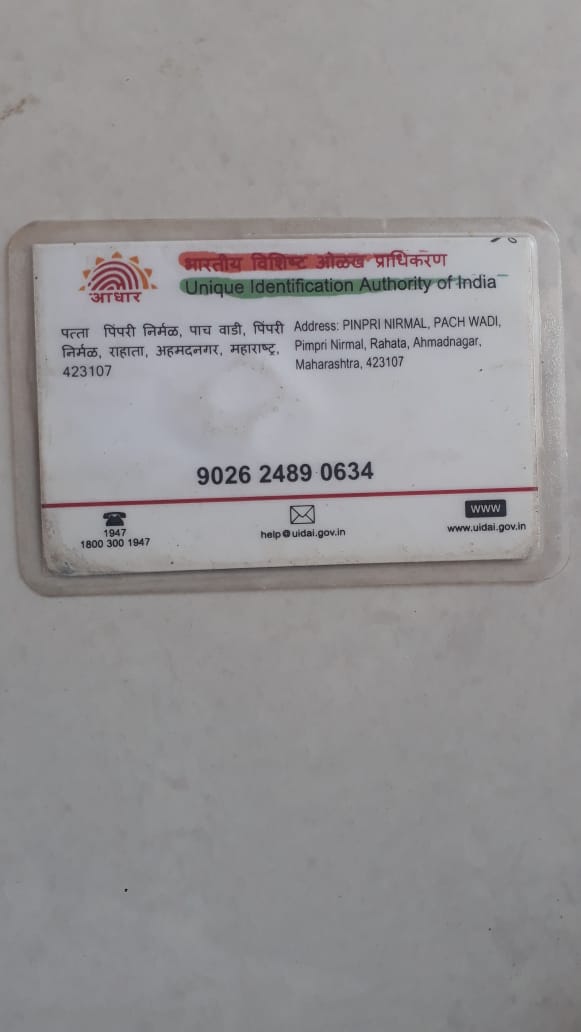 आधार
भारतीय विशिष्ट ओळख प्राधिकरण
Unique Identification Authority of India
पत्ता पिंपरी निर्मळ, पाच वाडी, पिंपरी
निर्मळ, राहाता, अहमदनगर, महाराष्ट्र,
423107
Address: PINPRI NIRMAL, PACH WADI,
Pimpri Nirmal, Rahata, Ahmadnagar,
Maharashtra, 423107
9026 2489 0634
1947
1800 300 1947
help@uidai.gov.in
www
www.uidai.gov.in